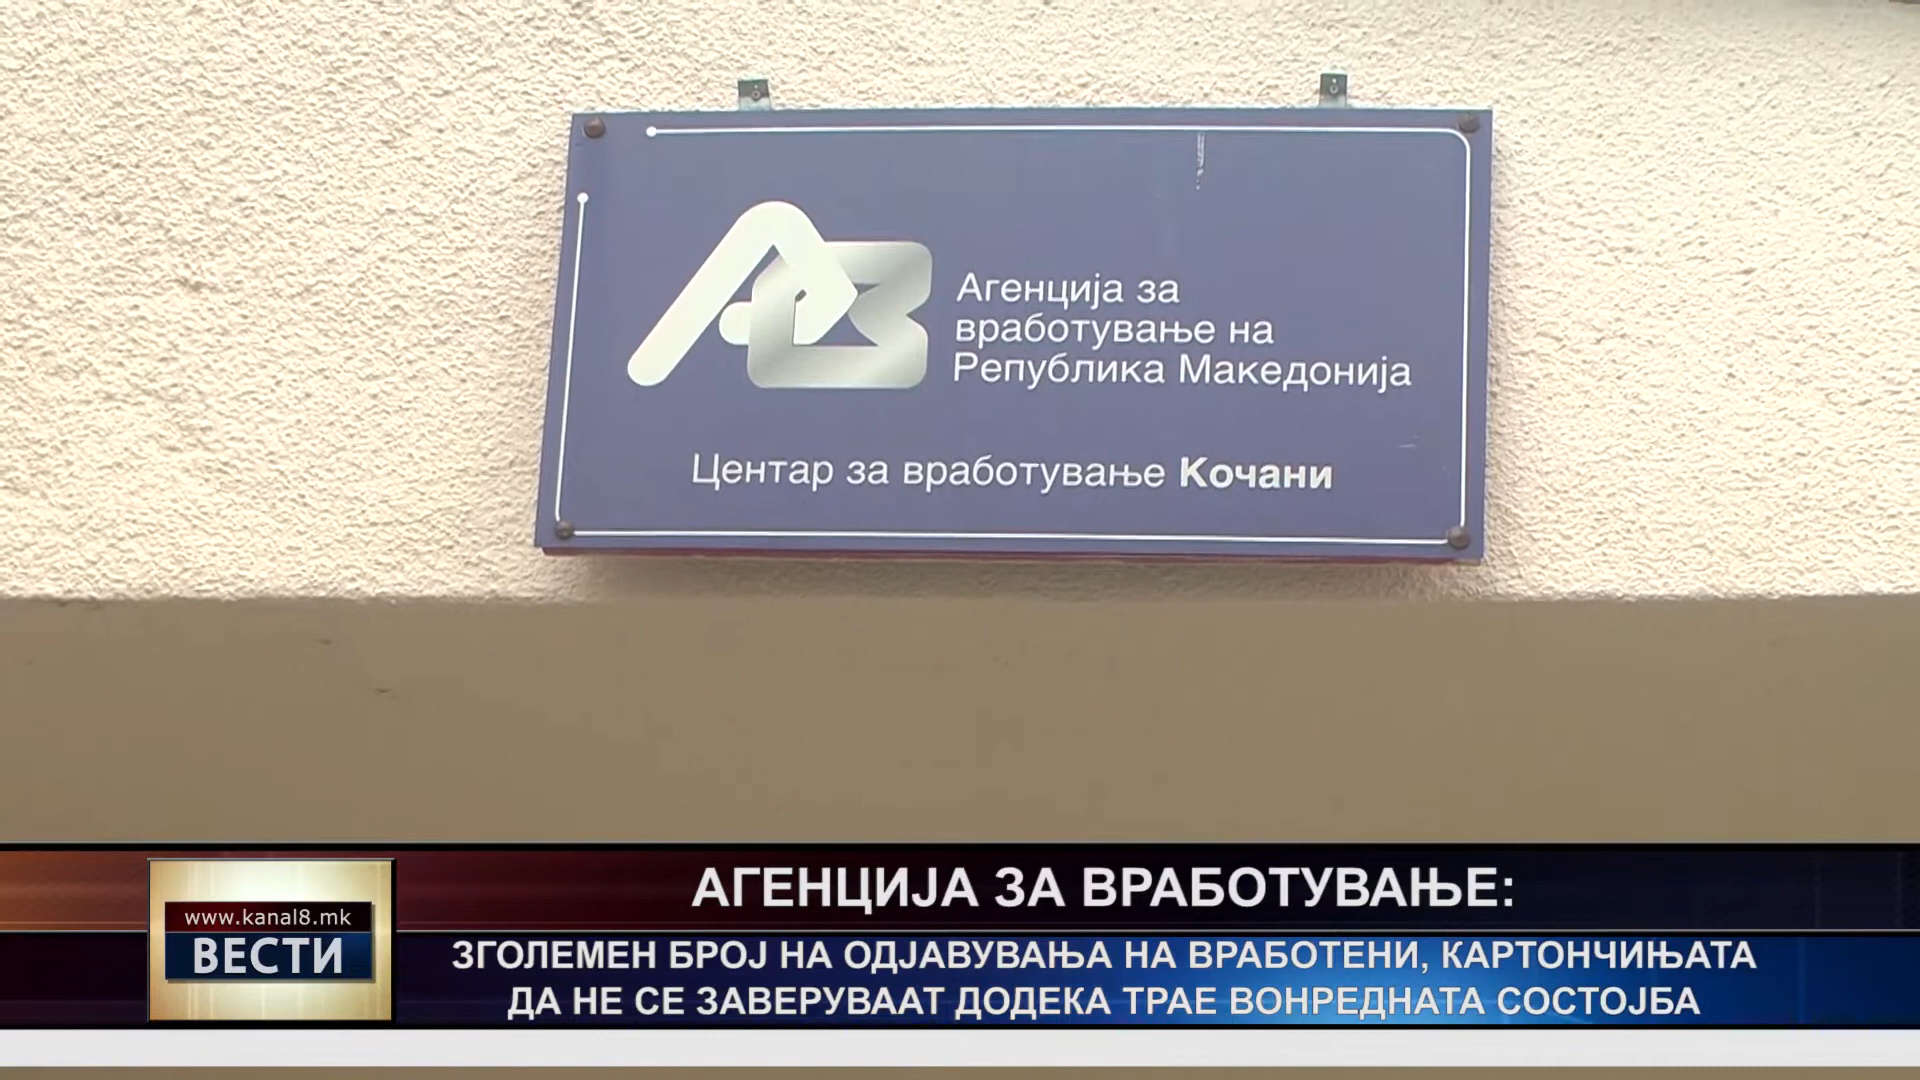 АВ
Агенција за
вработување на
Република Македонија
Центар за вработување Кочани
АГЕНЦИЈА ЗА ВРАБОТУВАЊЕ:
www.kanal8.mk
ВЕСТИ
ЗГОЛЕМЕН БРОЈ НА ОДЈАВУВАЊА НА ВРАБОТЕНИ, КАРТОНЧИЊАТА
ДА НЕ СЕ ЗАВЕРУВААТ ДОДЕКА ТРАЕ ВОНРЕДНАТА СОСТОЈБА